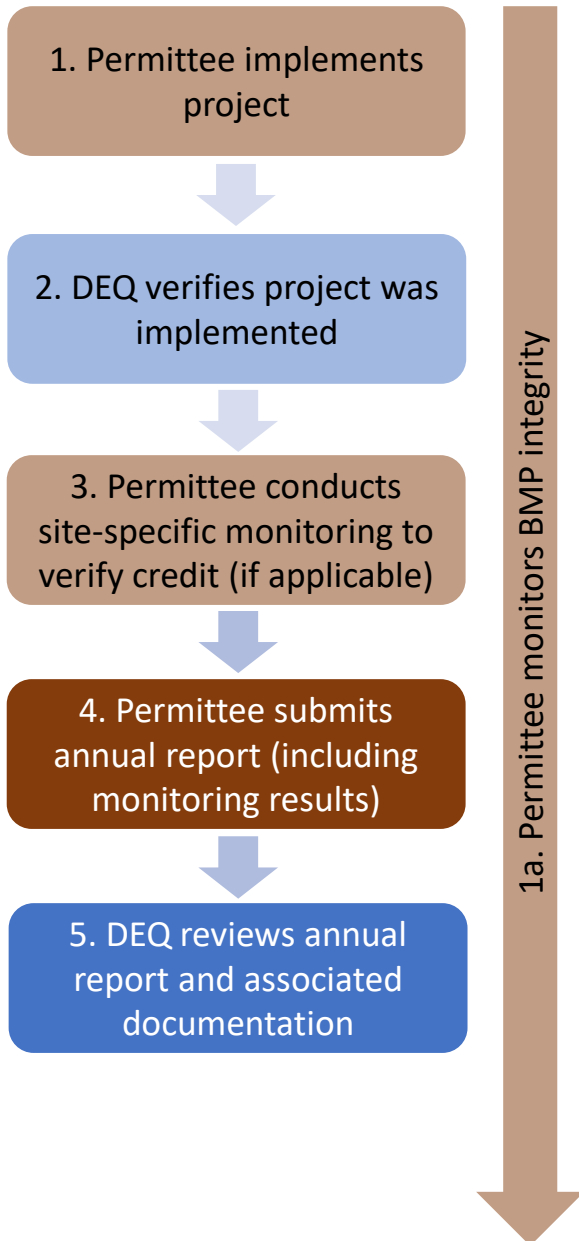 1. Permittee implements
project
2. DEQ verifies project was
implemented
3. Permittee conducts
site-specific monitoring to
verify credit (if applicable)
4. Permittee submits
annual report (including
monitoring results)
5. DEQ reviews annual
report and associated
documentation
1a. Permittee monitors BMP integrity